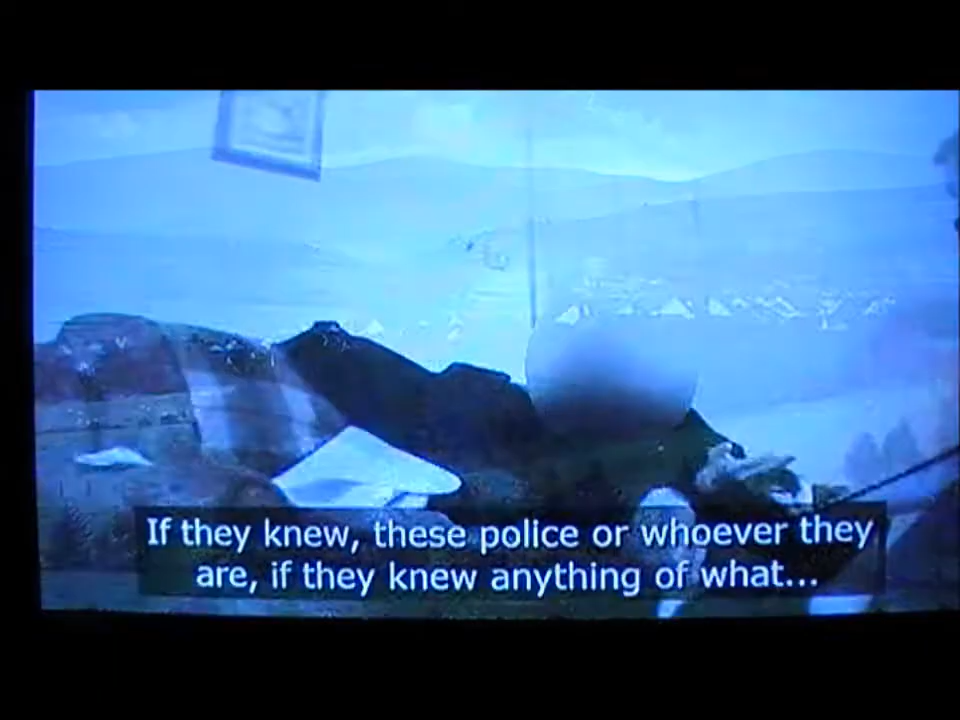 If they knew, these police or whoever they
are, if they knew anything of what...